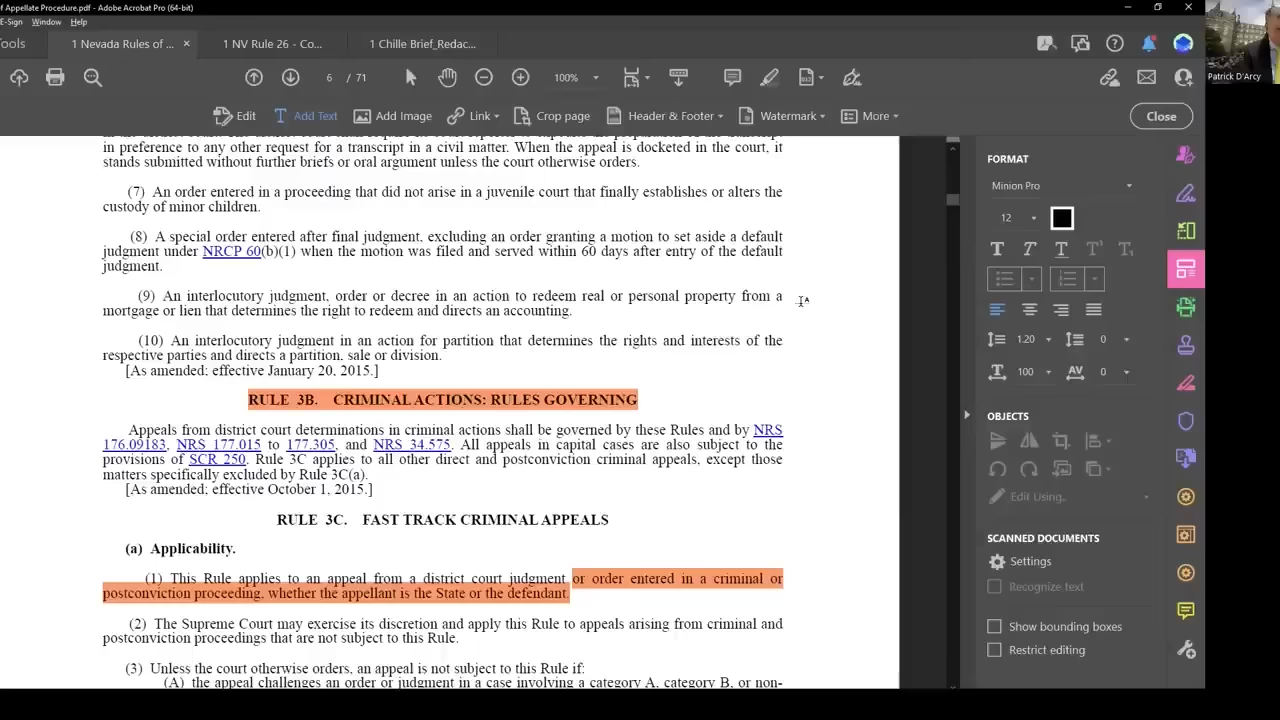 of Appellate Procedure.pdf - Adobe Acrobat Pro (64-bit)
E-Sign Window Help
Tools 1 Nevada Rules of ... × 1 NV Rule 26 - Co... 1 Chille Brief_Redac...
6 / 71 100%
Patrick D'Arcy
Edit Add Text Add Image Link Crop page Header & Footer Watermark More Close
in preference to any other request for a transcript in a civil matter. When the appeal is docketed in the court, it
stands submitted without further briefs or oral argument unless the court otherwise orders.
(7) An order entered in a proceeding that did not arise in a juvenile court that finally establishes or alters the
custody of minor children.
(8) A special order entered after final judgment, excluding an order granting a motion to set aside a default
judgment under NRCP 60(b)(1) when the motion was filed and served within 60 days after entry of the default
judgment.
(9) An interlocutory judgment, order or decree in an action to redeem real or personal property from a
mortgage or lien that determines the right to redeem and directs an accounting.
(10) An interlocutory judgment in an action for partition that determines the rights and interests of the
respective parties and directs a partition, sale or division.
[As amended; effective January 20, 2015.]
RULE 3B. CRIMINAL ACTIONS: RULES GOVERNING
Appeals from district court determinations in criminal actions shall be governed by these Rules and by NRS
176.09183, NRS 177.015 to 177.305, and NRS 34.575. All appeals in capital cases are also subject to the
provisions of SCR 250. Rule 3C applies to all other direct and postconviction criminal appeals, except those
matters specifically excluded by Rule 3C(a).
[As amended; effective October 1, 2015.]
RULE 3C. FAST TRACK CRIMINAL APPEALS
(a) Applicability.
(1) This Rule applies to an appeal from a district court judgment or order entered in a criminal or
postconviction proceeding, whether the appellant is the State or the defendant.
(2) The Supreme Court may exercise its discretion and apply this Rule to appeals arising from criminal and
postconviction proceedings that are not subject to this Rule.
(3) Unless the court otherwise orders, an appeal is not subject to this Rule if:
(A) the appeal challenges an order or judgment in a case involving a category A, category B, or non-
FORMAT
Minion Pro
12
T T T T¹ T₁
1.20 0
100 AV 0
OBJECTS
Edit Using..
SCANNED DOCUMENTS
Settings
Recognize text
Show bounding boxes
Restrict editing